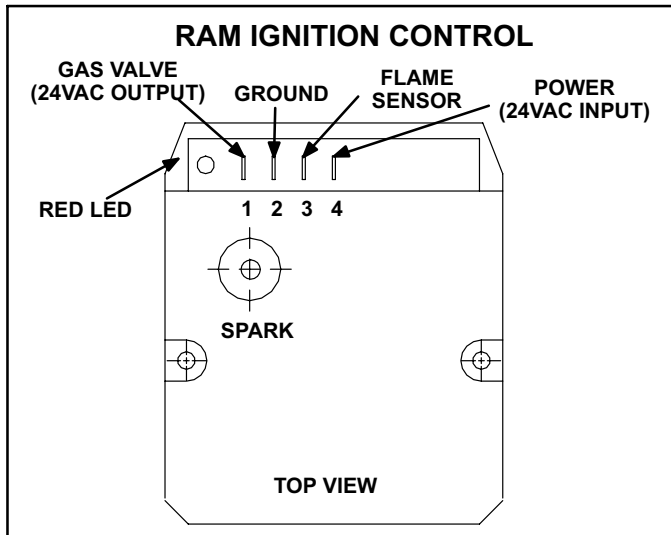 RAM IGNITION CONTROL
GAS VALVE
(24VAC OUTPUT)
GROUND
FLAME
SENSOR
POWER
(24VAC INPUT)
RED LED
1 2 3 4
SPARK
TOP VIEW